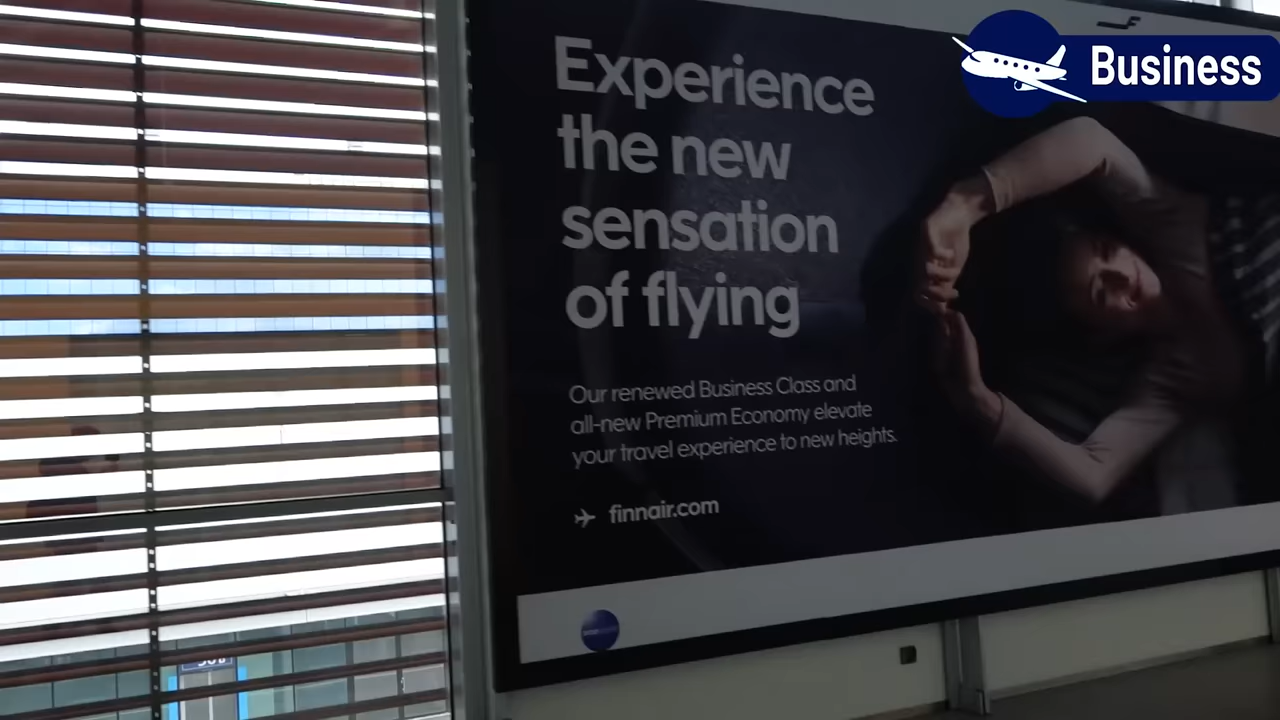 Business
Experience
the new
sensation
of flying
Our renewed Business Class and
all-new Premium Economy elevate
your travel experience to new heights.
finnair.com